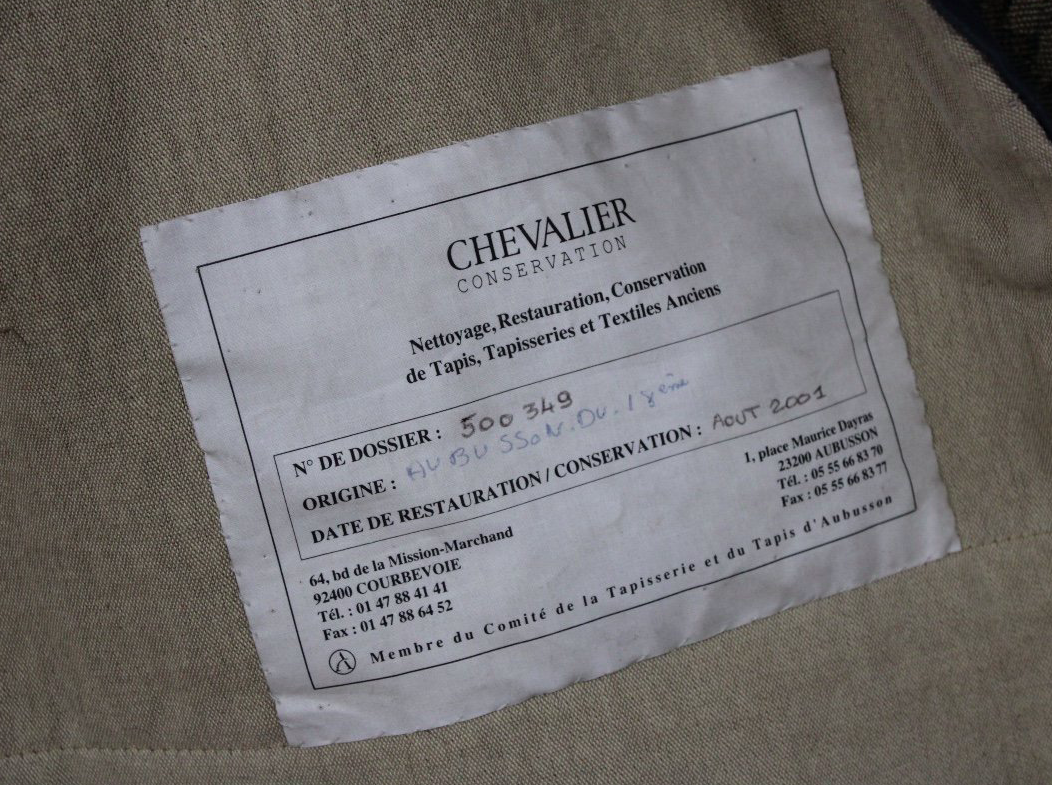 CHEVALIER
CONSERVATION
Nettoyage, Restauration, Conservation
de Tapis, Tapisseries et Textiles Anciens
N° DE DOSSIER : 500 349
ORIGINE : AUBUSSON.DU.18ème
DATE DE RESTAURATION / CONSERVATION : AOUT 2001
64, bd de la Mission-Marchand
92400 COURBEVOIE
Tél. : 01 47 88 41 41
Fax : 01 47 88 64 52
1, place Maurice Dayras
23200 AUBUSSON
Tél. : 05 55 66 83 70
Fax : 05 55 66 83 77
Membre du Comité de la Tapisserie et du Tapis d'Aubusson